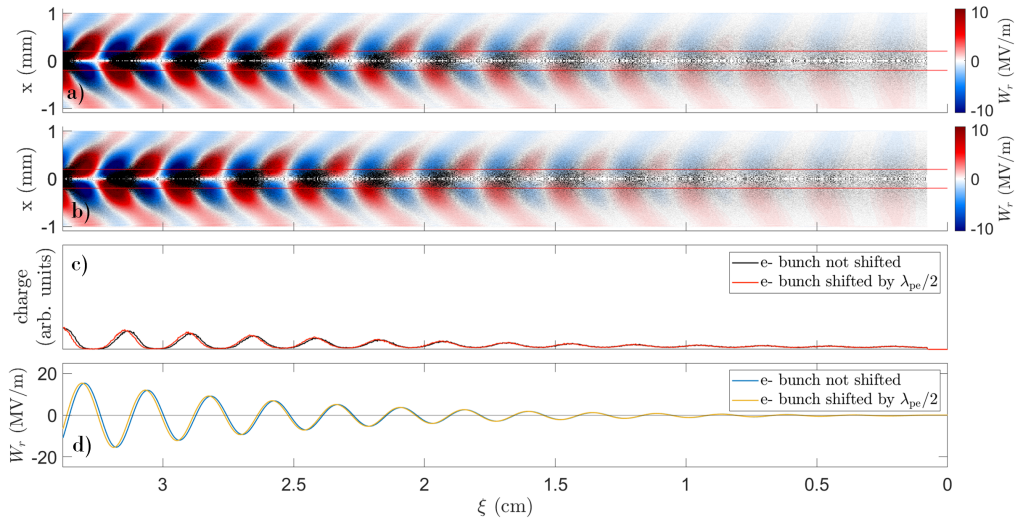 1
0
-1
x (mm)
a)
10
0
-10
W_r (MV/m)
1
0
-1
x (mm)
b)
10
0
-10
W_r (MV/m)
charge
(arb. units)
c)
e- bunch not shifted
e- bunch shifted by λ_pe/2
20
0
-20
W_r (MV/m)
d)
e- bunch not shifted
e- bunch shifted by λ_pe/2
3
2.5
2
1.5
1
0.5
0
ξ (cm)